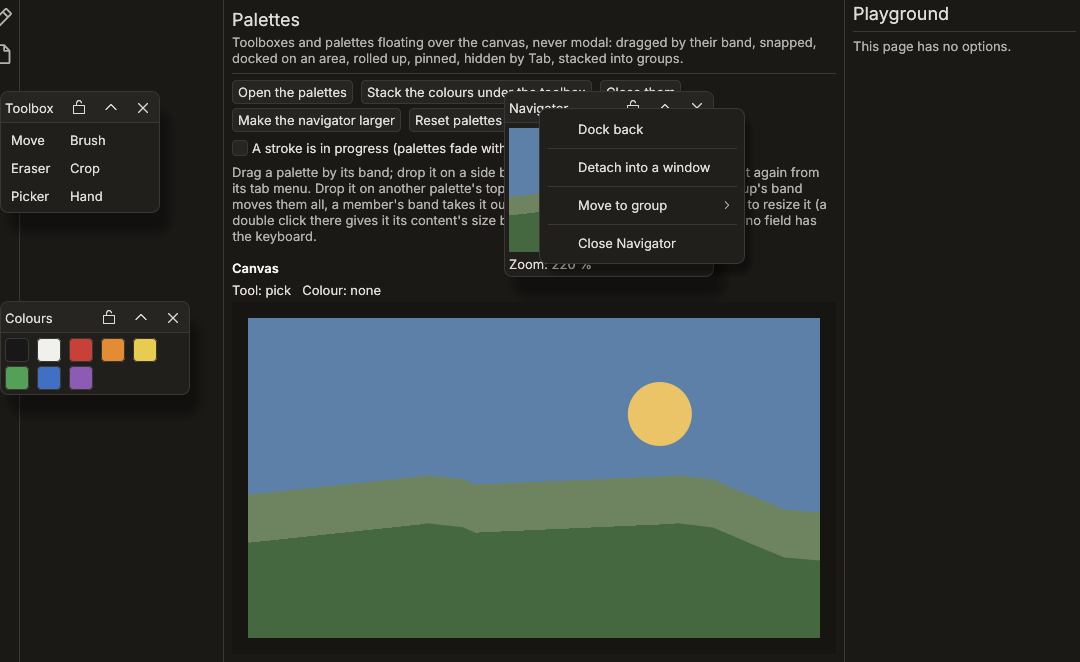 Palettes
Toolboxes and palettes floating over the canvas, never modal: dragged by their band, snapped,
docked on an area, rolled up, pinned, hidden by Tab, stacked into groups.
Open the palettes
Stack the colours under the toolbox
Close them
Make the navigator larger
Reset palettes
A stroke is in progress (palettes fade with
Drag a palette by its band; drop it on a side
t again from
its tab menu. Drop it on another palette's top
up's band
moves them all, a member's band takes it
to resize it (a
double click there gives it its content's size
no field has
the keyboard.
Canvas
Tool: pick Colour: none
Toolbox
Move Brush
Eraser Crop
Picker Hand
Colours
Navigator
Zoom: 220 %
Dock back
Detach into a window
Move to group
Close Navigator
Playground
This page has no options.